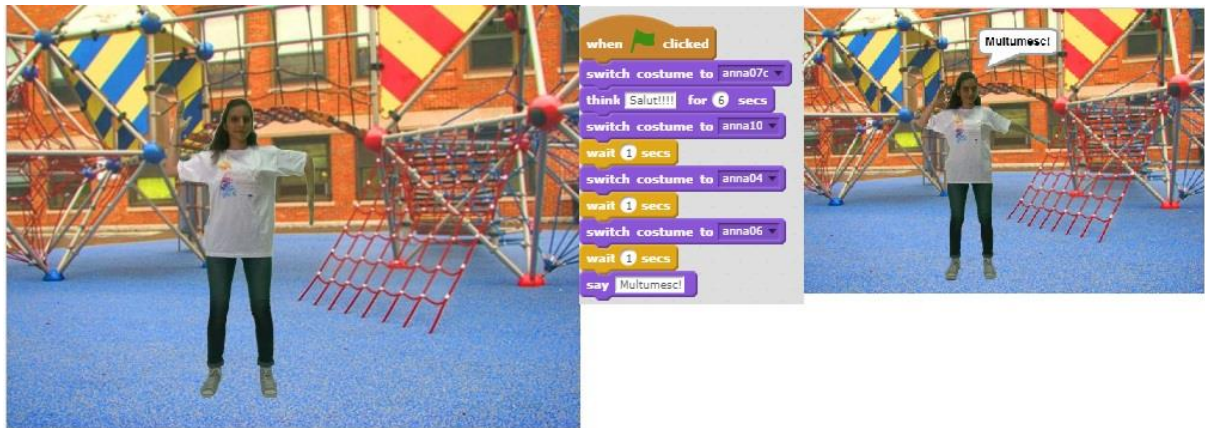 when clicked
switch costume to anna07c
think Salut!!!! for 6 secs
switch costume to anna10
wait 1 secs
switch costume to anna04
wait 1 secs
switch costume to anna06
wait 1 secs
say Multumesc!
Multumesc!